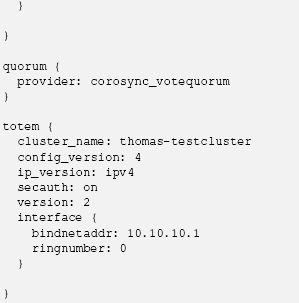 }

}

quorum {
  provider: corosync_votequorum
}

totem {
  cluster_name: thomas-testcluster
  config_version: 4
  ip_version: ipv4
  secauth: on
  version: 2
  interface {
    bindnetaddr: 10.10.10.1
    ringnumber: 0
  }

}